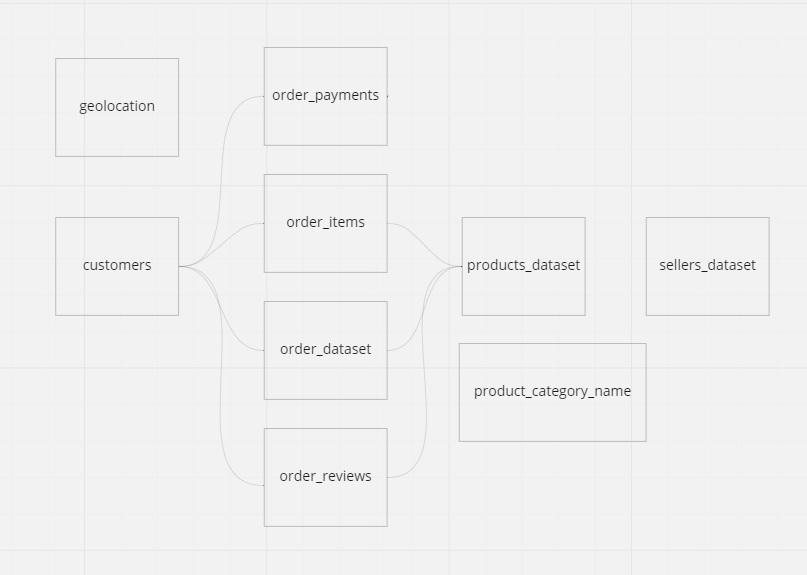 geolocation
order_payments
order_items
customers
products_dataset
sellers_dataset
order_dataset
product_category_name
order_reviews